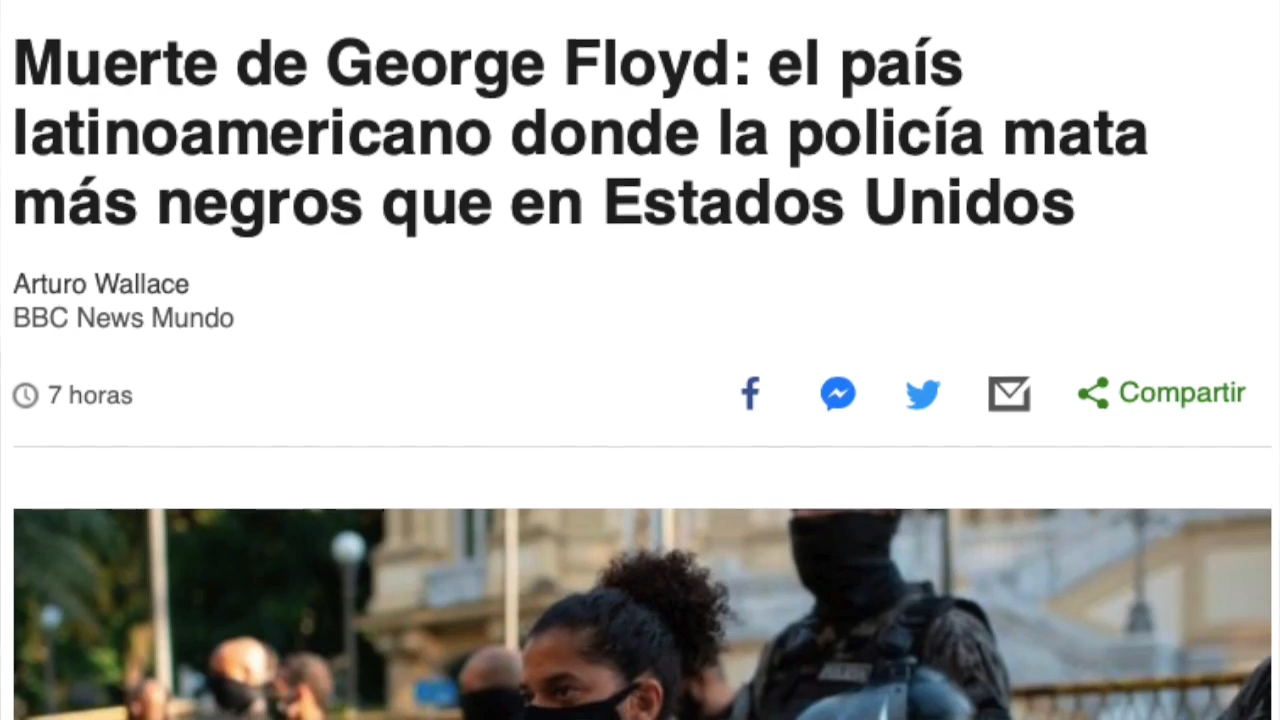 Muerte de George Floyd: el país
latinoamericano donde la policía mata
más negros que en Estados Unidos
Arturo Wallace
BBC News Mundo
7 horas
Compartir